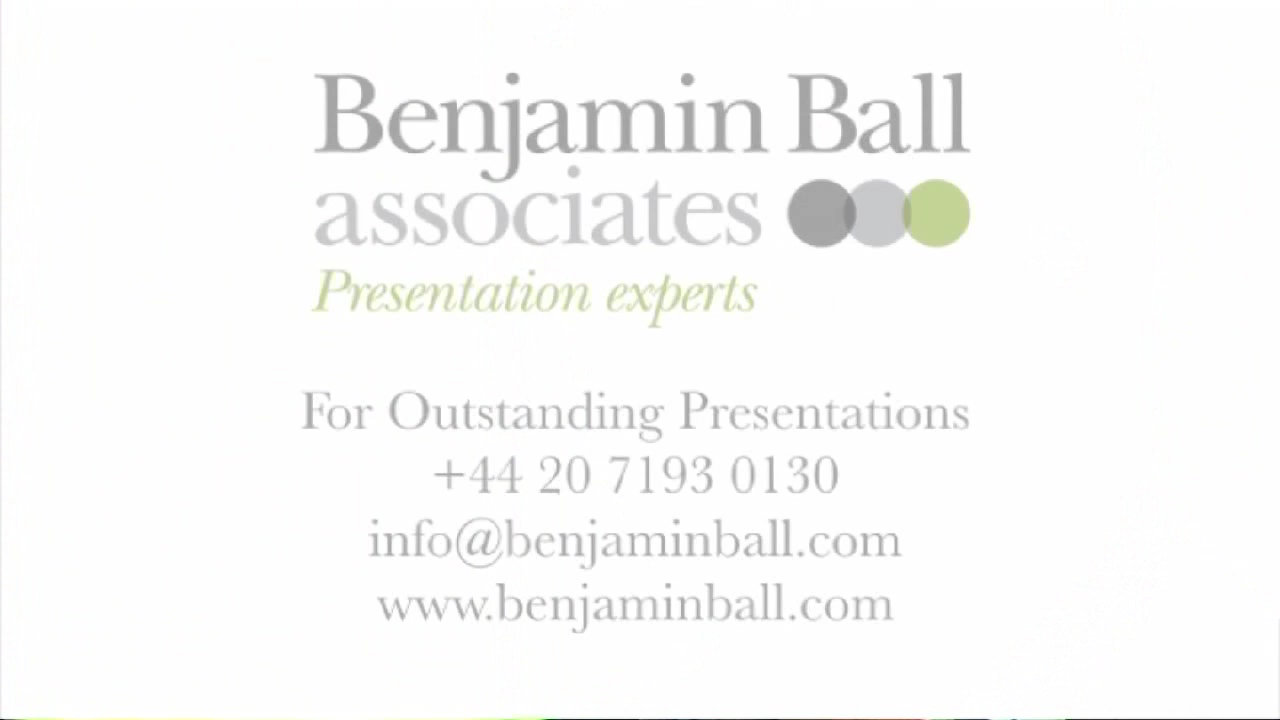 Benjamin Ball
associates
Presentation experts
For Outstanding Presentations
+44 20 7193 0130
info@benjaminball.com
www.benjaminball.com